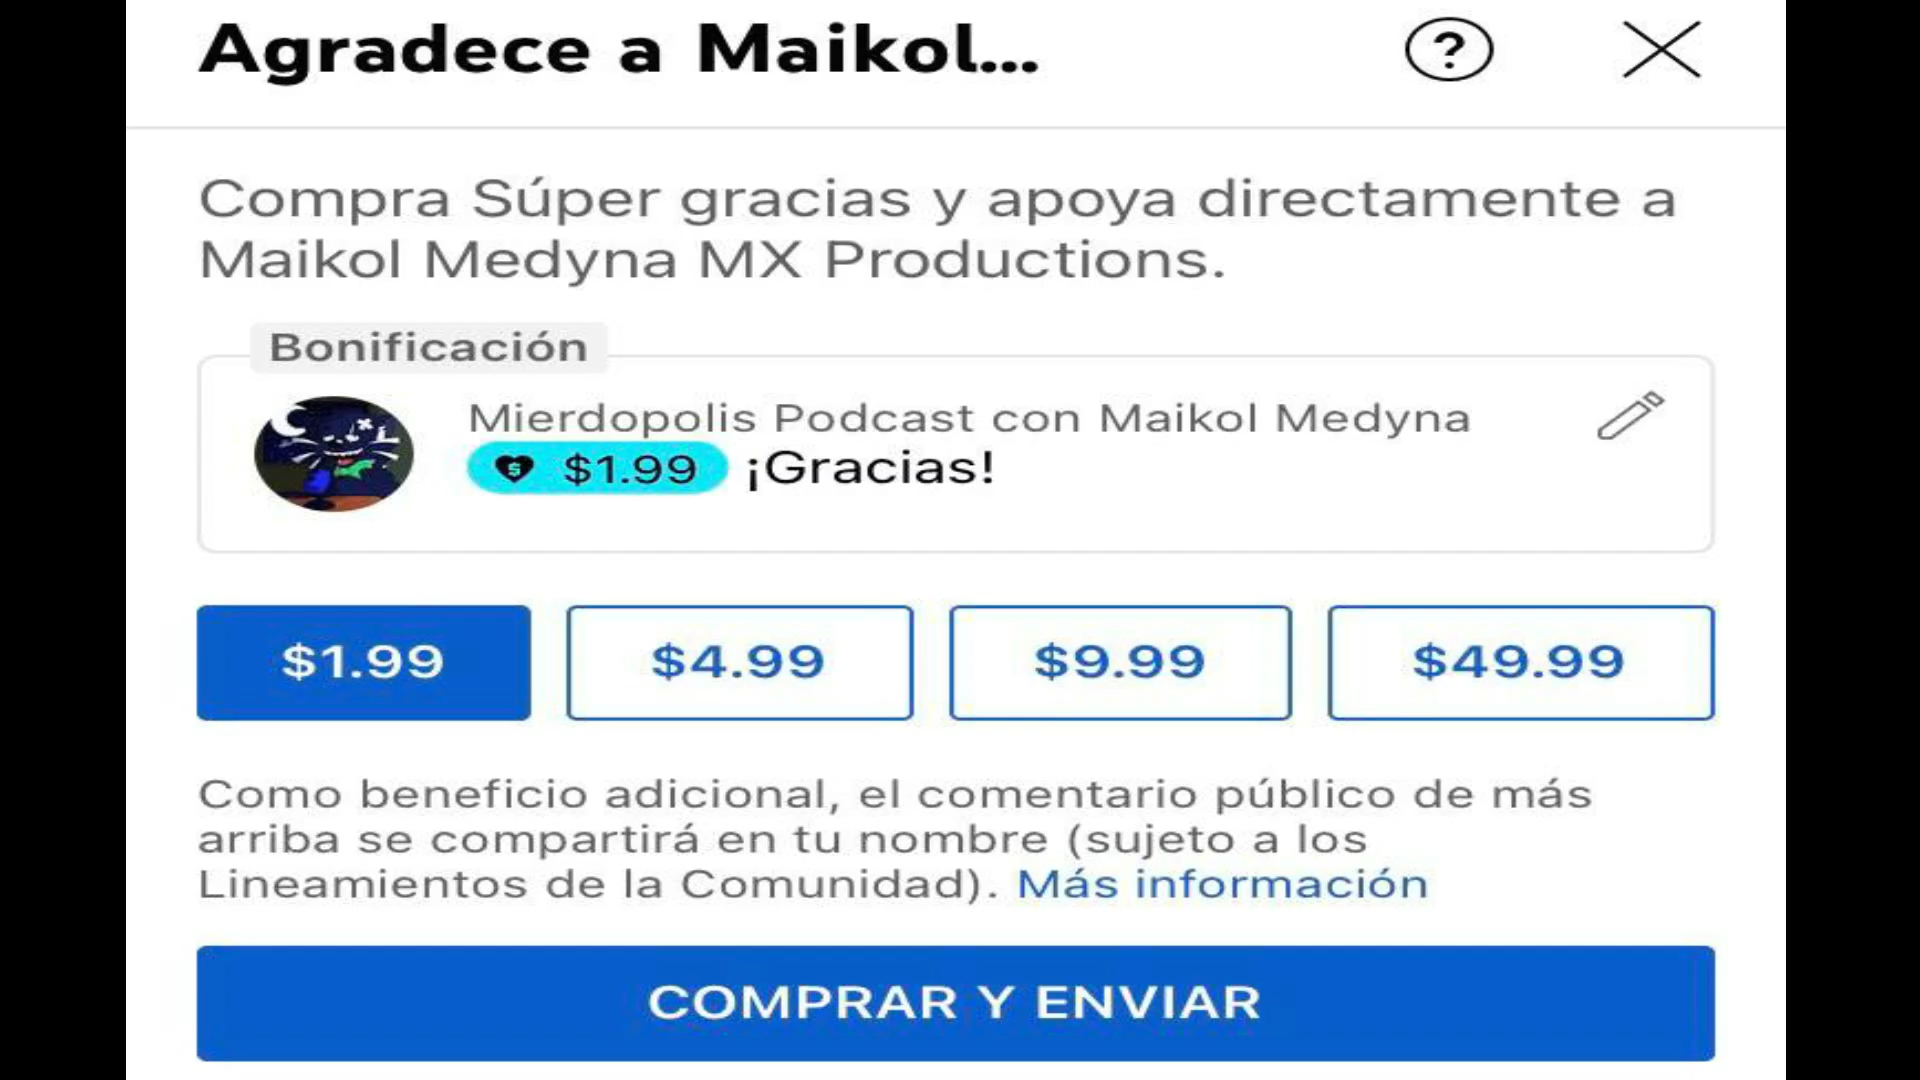 Agradece a Maikol...
?
Compra Súper gracias y apoya directamente a
Maikol Medyna MX Productions.
Bonificación
Mierdopolis Podcast con Maikol Medyna
$1.99 ¡Gracias!
$1.99 $4.99 $9.99 $49.99
Como beneficio adicional, el comentario público de más
arriba se compartirá en tu nombre (sujeto a los
Lineamientos de la Comunidad). Más información
COMPRAR Y ENVIAR